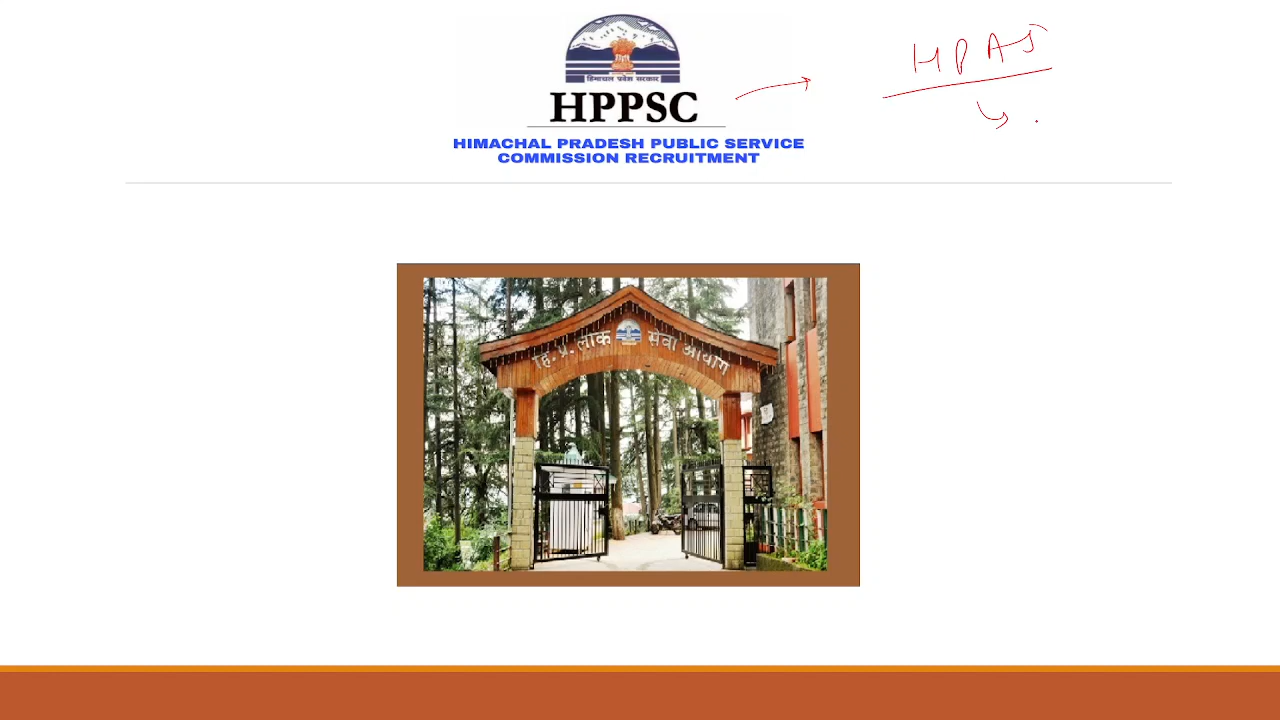 हिमाचल प्रदेश सरकार
HPPSC
HIMACHAL PRADESH PUBLIC SERVICE
COMMISSION RECRUITMENT
HPAS
हि. प्र. लोक सेवा आयोग